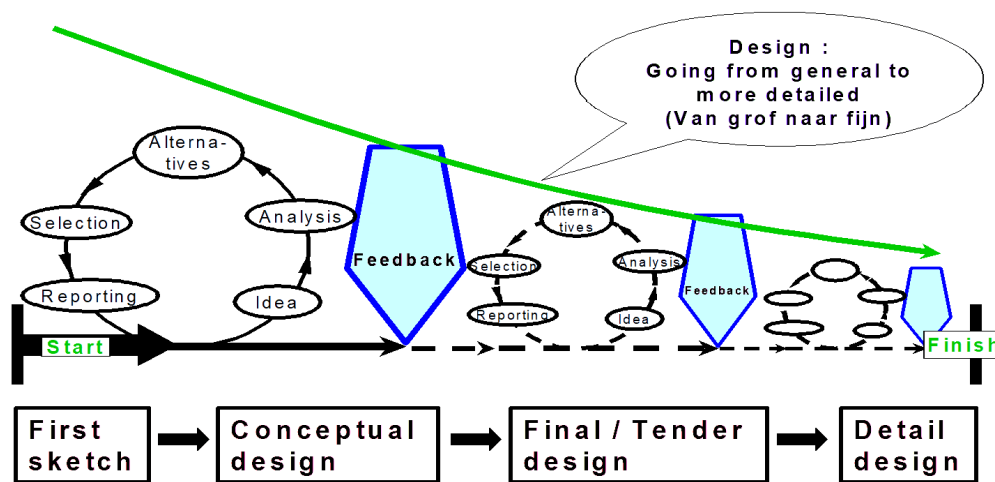 Design :
Going from general to
more detailed
(Van grof naar fijn)
Alterna-
tives
Selection
Analysis
Reporting
Idea
Feedback
Alterna-
tives
Selection
Analysis
Reporting
Idea
Feedback
Start
Finish
First
sketch
Conceptual
design
Final / Tender
design
Detail
design